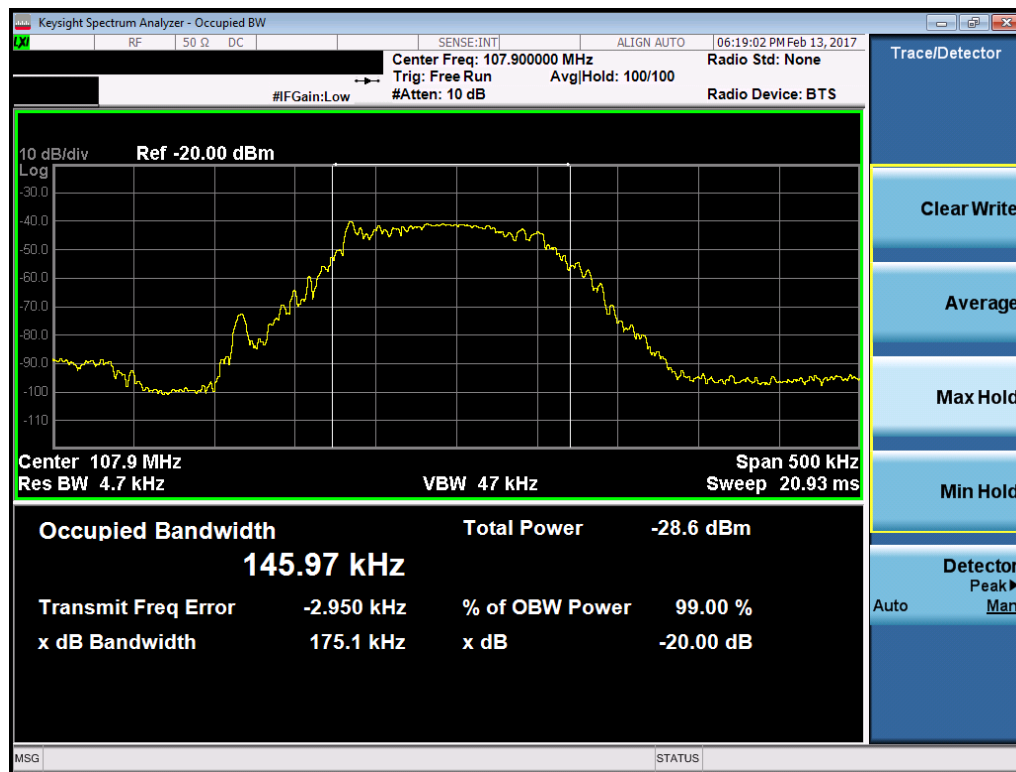 Keysight Spectrum Analyzer - Occupied BW
LXI RF 50 Ω DC SENSE:INT ALIGN AUTO 06:19:02 PM Feb 13, 2017
Center Freq: 107.900000 MHz Radio Std: None
Trig: Free Run Avg|Hold: 100/100
#IFGain:Low #Atten: 10 dB Radio Device: BTS
10 dB/div Ref -20.00 dBm
Log
-30.0
-40.0
-50.0
-60.0
-70.0
-80.0
-90.0
-100
-110
Center 107.9 MHz Span 500 kHz
Res BW 4.7 kHz VBW 47 kHz Sweep 20.93 ms
Occupied Bandwidth Total Power -28.6 dBm
145.97 kHz
Transmit Freq Error -2.950 kHz % of OBW Power 99.00 %
x dB Bandwidth 175.1 kHz x dB -20.00 dB
MSG STATUS
Trace/Detector
Clear Write
Average
Max Hold
Min Hold
Detector
Peak▶
Auto Man